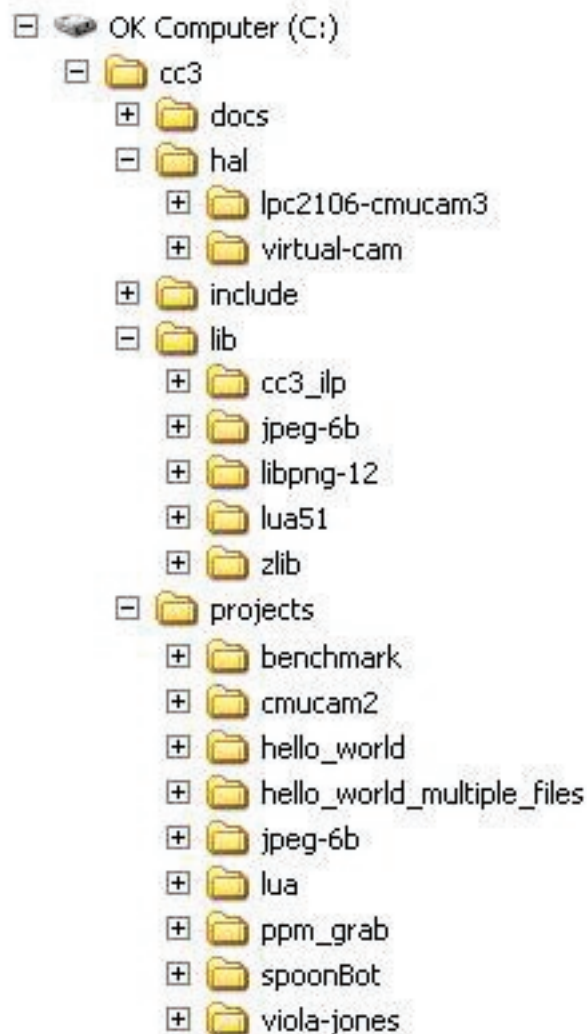 OK Computer (C:)
cc3
docs
hal
lpc2106-cmucam3
virtual-cam
include
lib
cc3_ilp
jpeg-6b
libpng-12
lua51
zlib
projects
benchmark
cmucam2
hello_world
hello_world_multiple_files
jpeg-6b
lua
ppm_grab
spoonBot
viola-jones